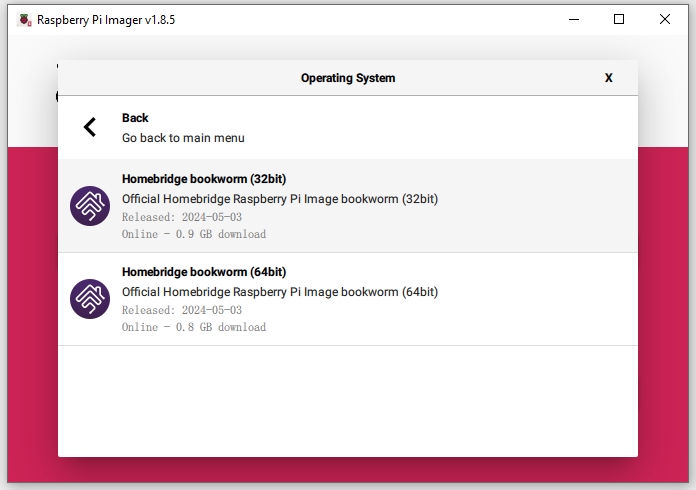 Raspberry Pi Imager v1.8.5
Operating System
X
Back
Go back to main menu
Homebridge bookworm (32bit)
Official Homebridge Raspberry Pi Image bookworm (32bit)
Released: 2024-05-03
Online - 0.9 GB download
Homebridge bookworm (64bit)
Official Homebridge Raspberry Pi Image bookworm (64bit)
Released: 2024-05-03
Online - 0.8 GB download